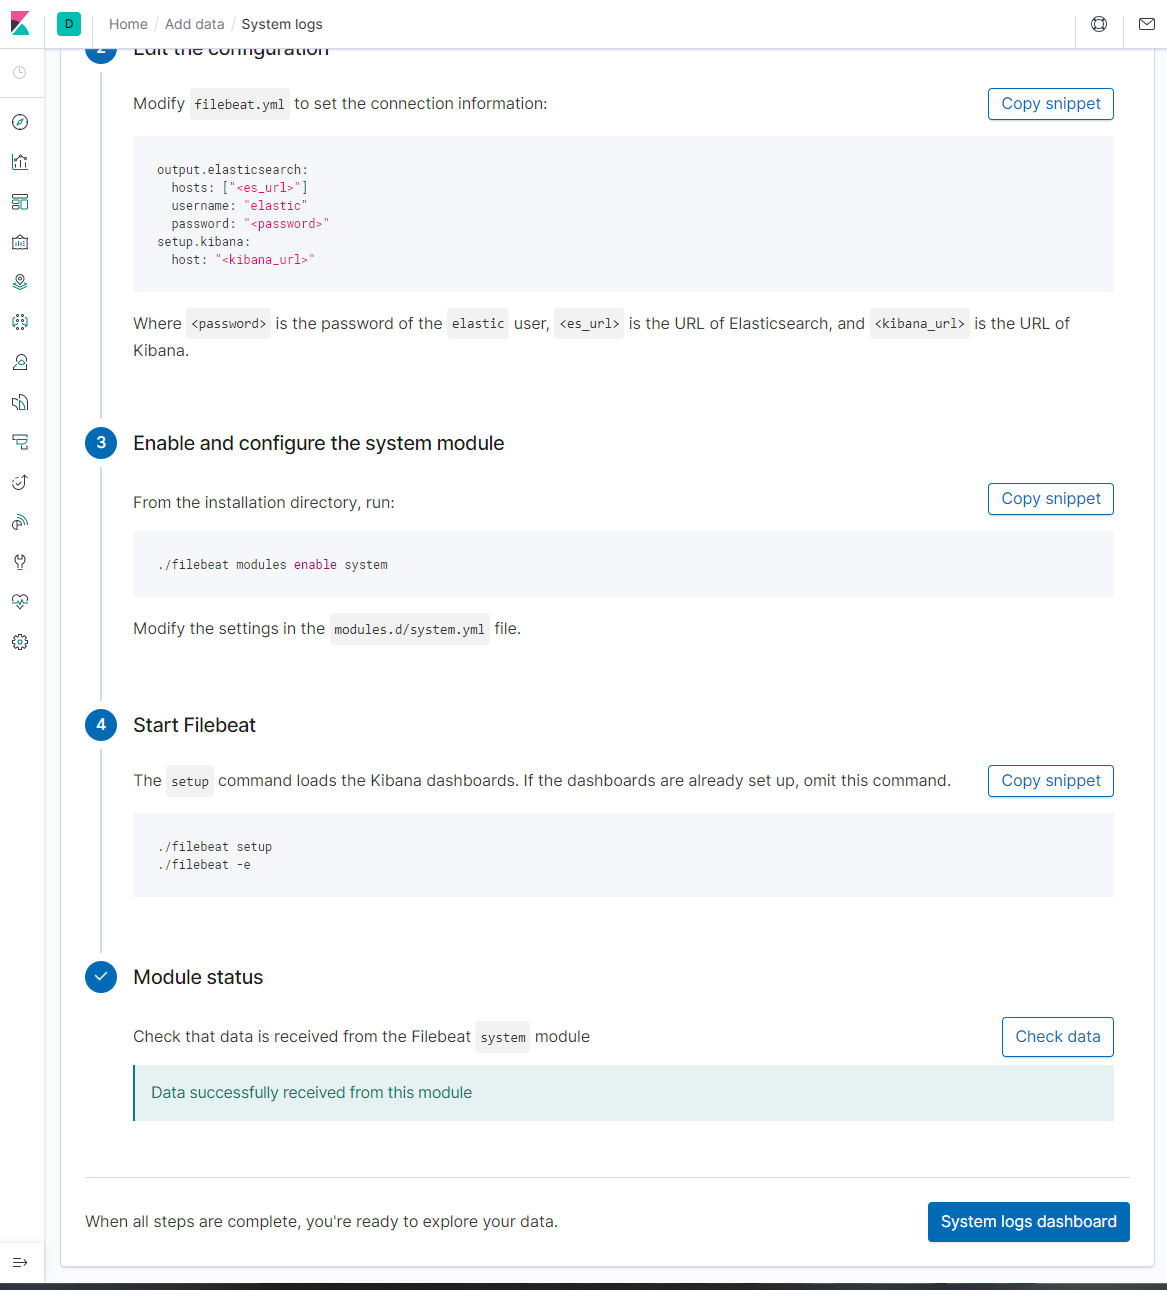 D Home / Add data / System logs
2 Edit the configuration
Modify filebeat.yml to set the connection information:
Copy snippet
output.elasticsearch:
  hosts: ["<es_url>"]
  username: "elastic"
  password: "<password>"
setup.kibana:
  host: "<kibana_url>"
Where <password> is the password of the elastic user, <es_url> is the URL of Elasticsearch, and <kibana_url> is the URL of
Kibana.
3 Enable and configure the system module
From the installation directory, run:
Copy snippet
./filebeat modules enable system
Modify the settings in the modules.d/system.yml file.
4 Start Filebeat
The setup command loads the Kibana dashboards. If the dashboards are already set up, omit this command.
Copy snippet
./filebeat setup
./filebeat -e
Module status
Check that data is received from the Filebeat system module
Check data
Data successfully received from this module
When all steps are complete, you're ready to explore your data.
System logs dashboard